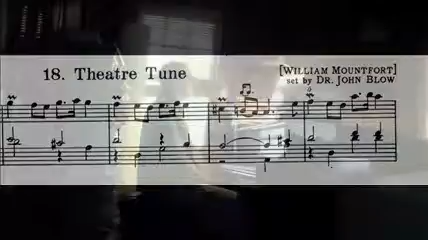 18. Theatre Tune
[WILLIAM MOUNTFORT]
set by DR. JOHN BLOW